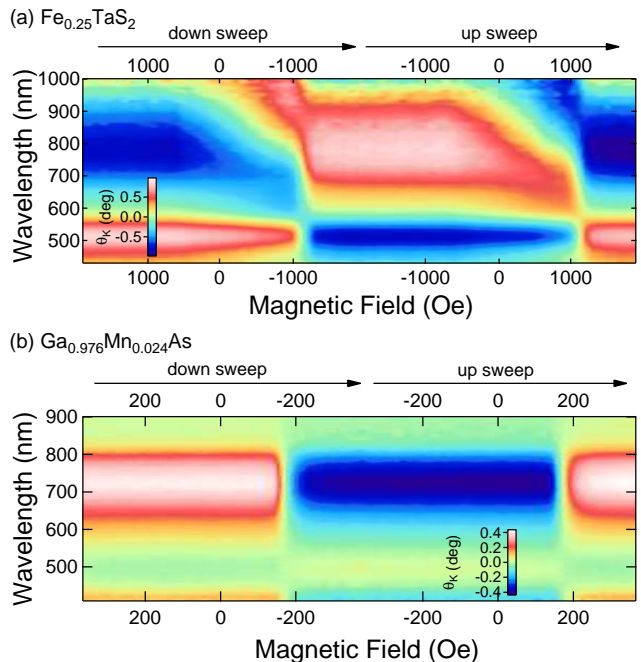 (a) Fe0.25TaS2
down sweep up sweep
1000 0 -1000 -1000 0 1000
Wavelength (nm)
1000
900
800
700
600
500
θK (deg)
0.5
0.0
-0.5
1000 0 -1000 -1000 0 1000
Magnetic Field (Oe)
(b) Ga0.976Mn0.024As
down sweep up sweep
200 0 -200 -200 0 200
Wavelength (nm)
900
800
700
600
500
θK (deg)
0.4
0.2
0.0
-0.2
-0.4
200 0 -200 -200 0 200
Magnetic Field (Oe)